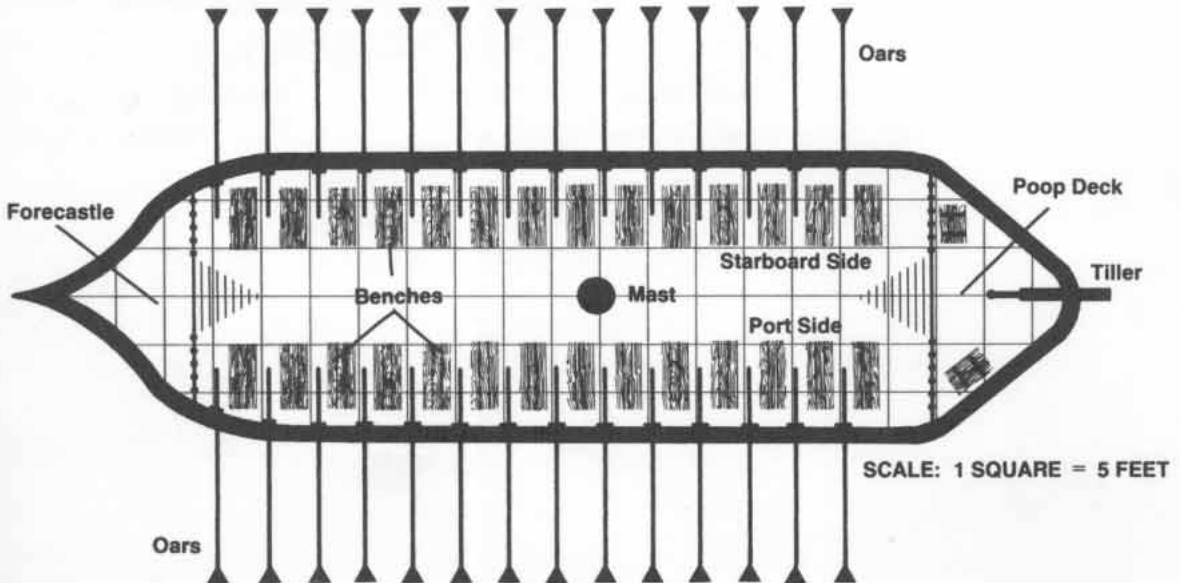 Oars
Forecastle
Poop Deck
Starboard Side
Tiller
Benches
Mast
Port Side
SCALE: 1 SQUARE = 5 FEET
Oars